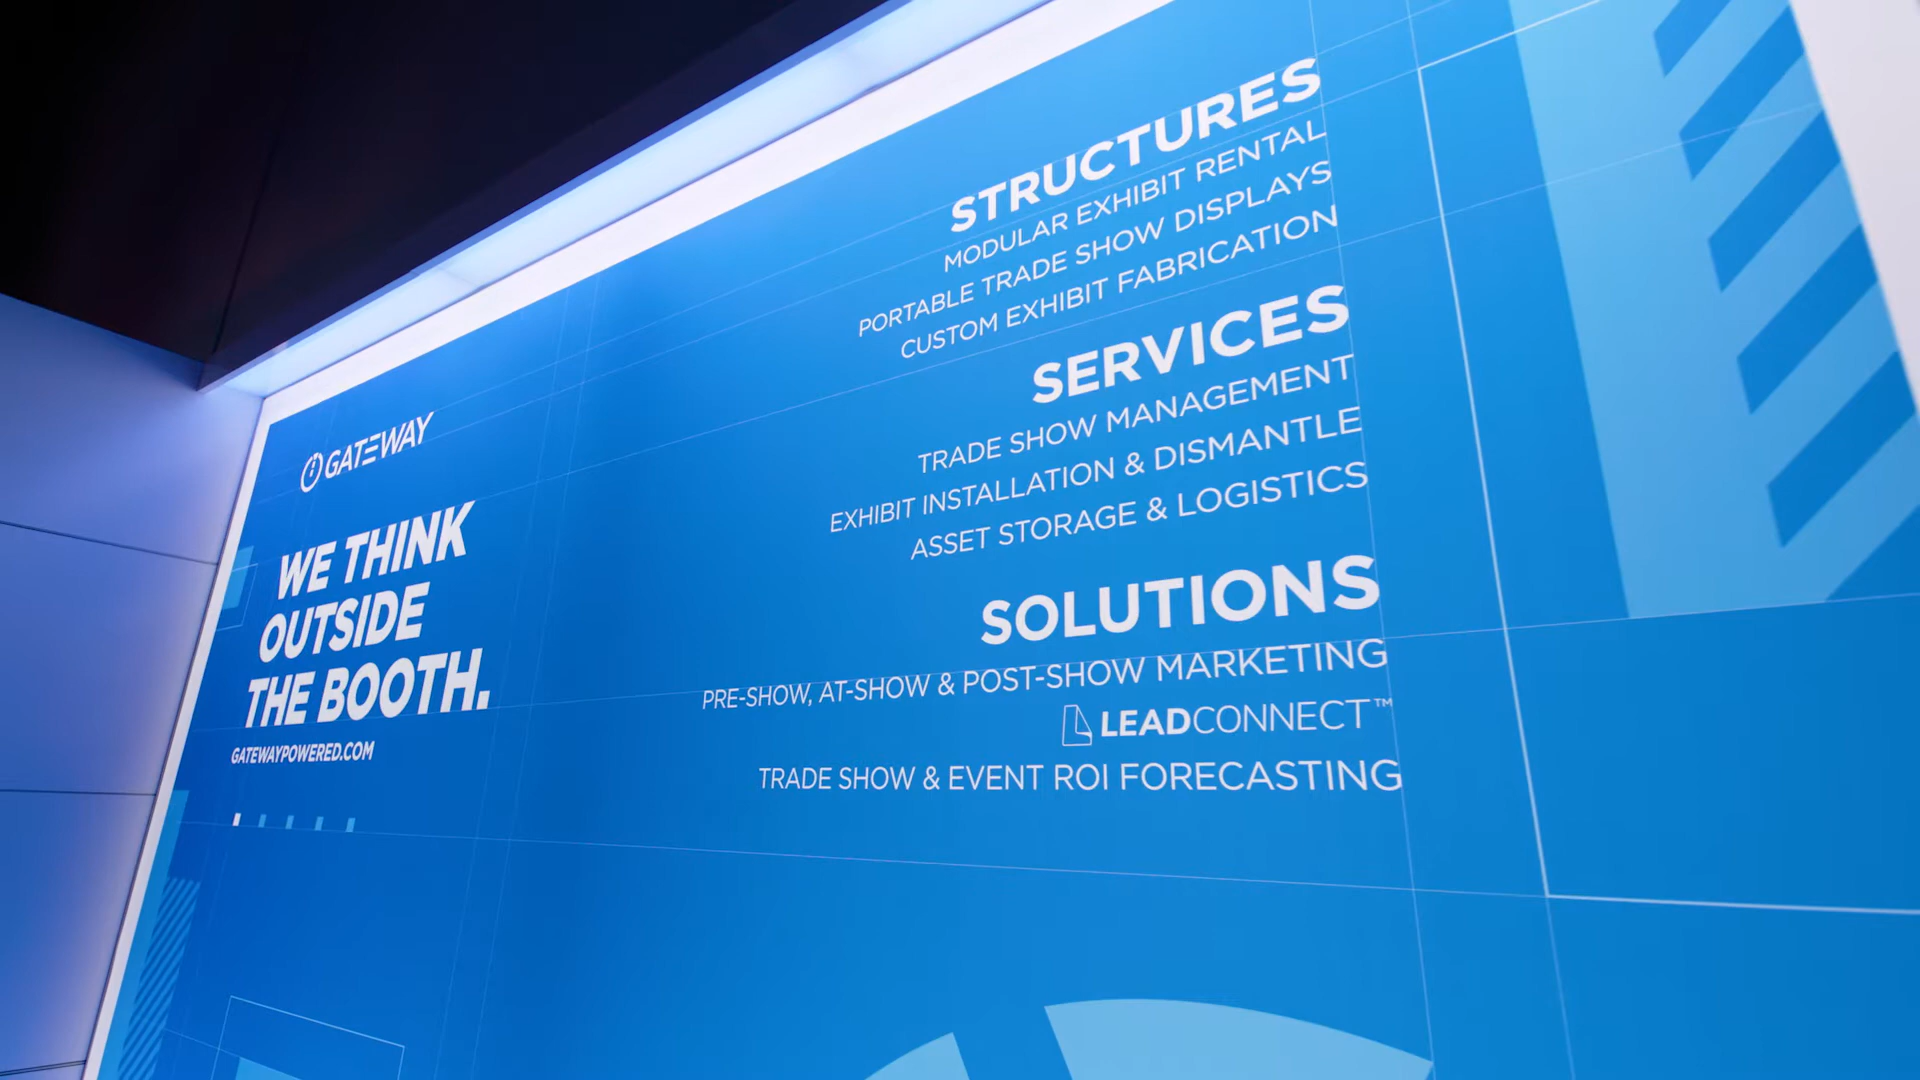 GATEWAY
WE THINK
OUTSIDE
THE BOOTH.
GATEWAYPOWERED.COM
STRUCTURES
MODULAR EXHIBIT RENTAL
PORTABLE TRADE SHOW DISPLAYS
CUSTOM EXHIBIT FABRICATION
SERVICES
TRADE SHOW MANAGEMENT
EXHIBIT INSTALLATION & DISMANTLE
ASSET STORAGE & LOGISTICS
SOLUTIONS
PRE-SHOW, AT-SHOW & POST-SHOW MARKETING
LEADCONNECT™
TRADE SHOW & EVENT ROI FORECASTING